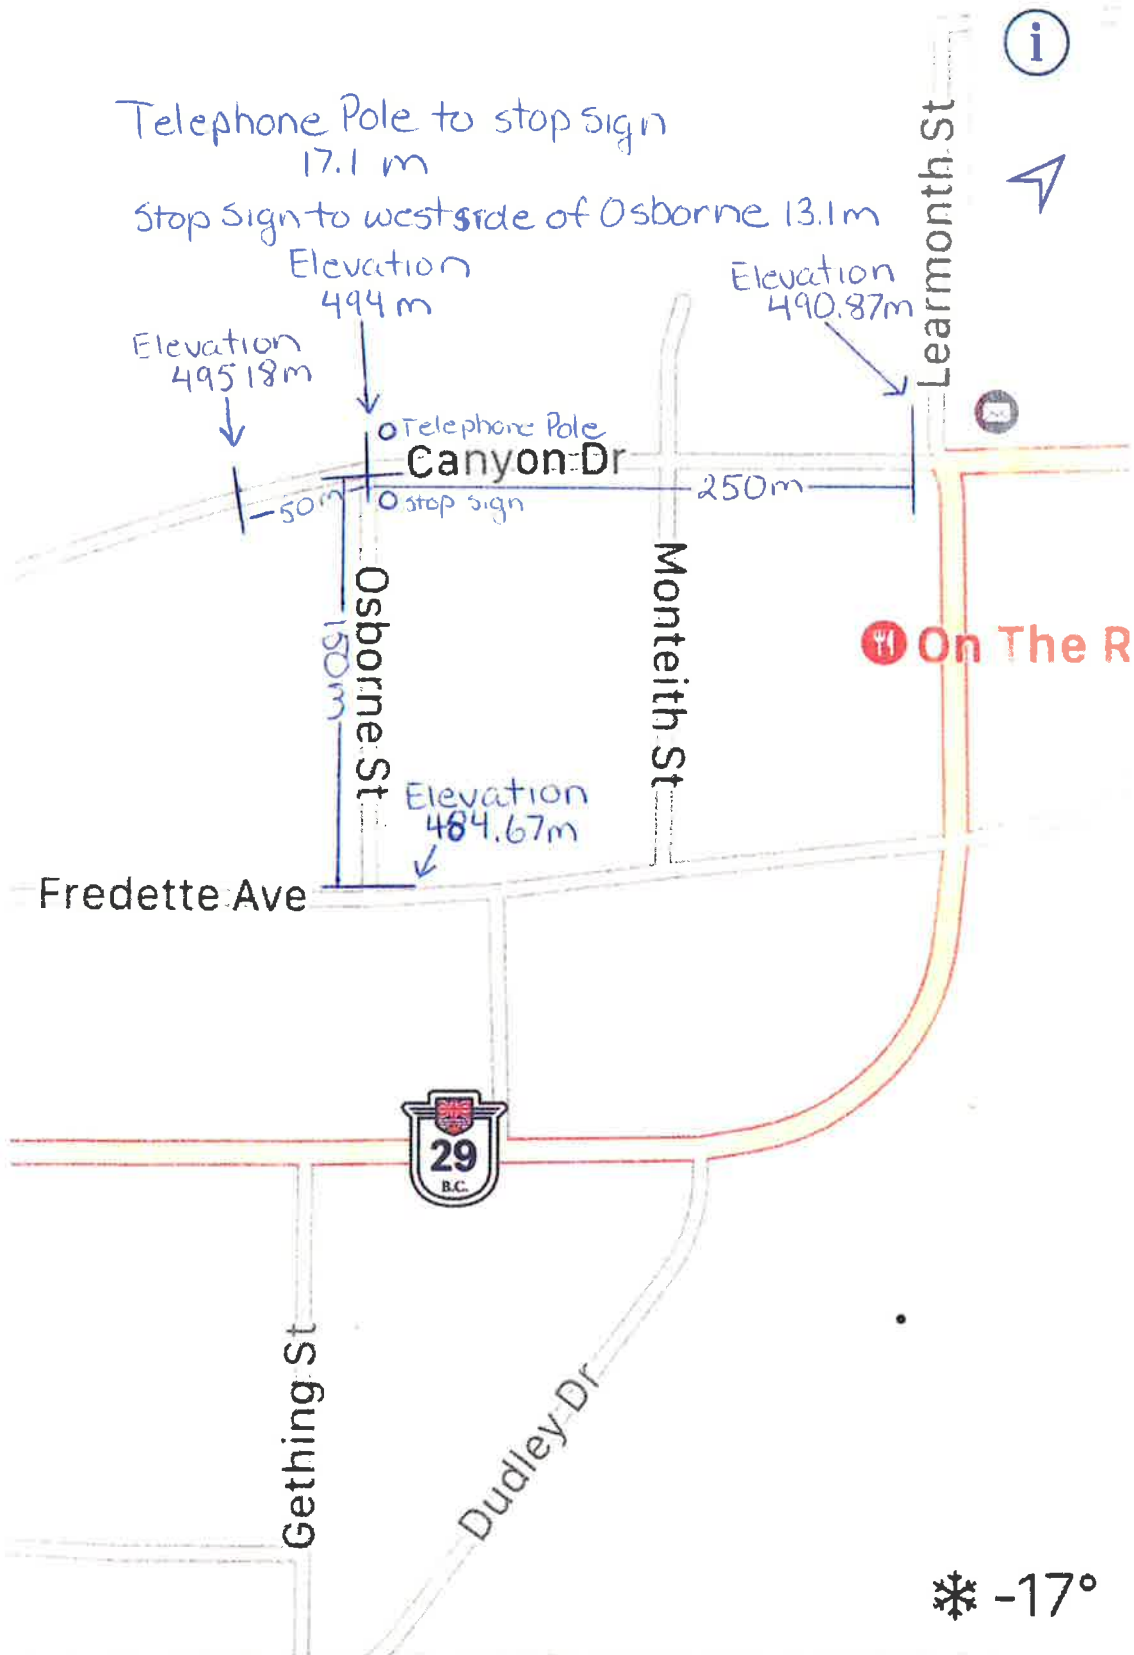 i
Telephone Pole to stop sign
17.1 m
Stop Sign to westside of Osborne 13.1m
Elevation
494 m
Elevation
490.87m
Learmonth St
Elevation
495 18m
Telephone Pole
Canyon Dr
50m
250m
stop sign
Osborne St
150m
Monteith St
On The R
Elevation
484.67m
Fredette Ave
29
B.C.
Gething St
Dudley Dr
-17°